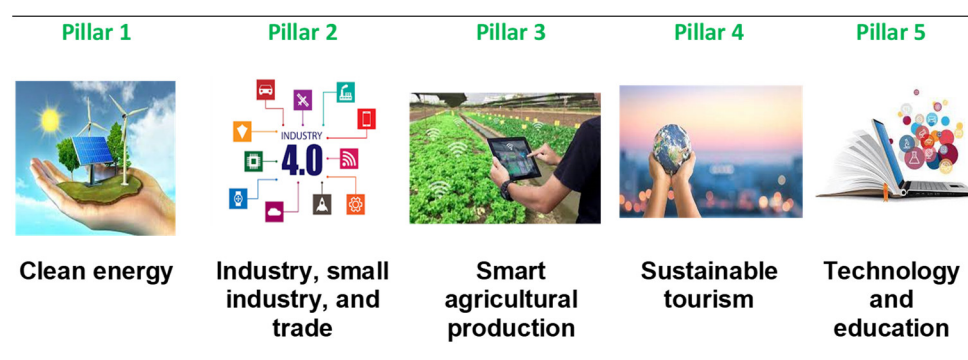 Pillar 1
Pillar 2
Pillar 3
Pillar 4
Pillar 5
INDUSTRY
4.0
Clean energy
Industry, small
industry, and
trade
Smart
agricultural
production
Sustainable
tourism
Technology
and
education